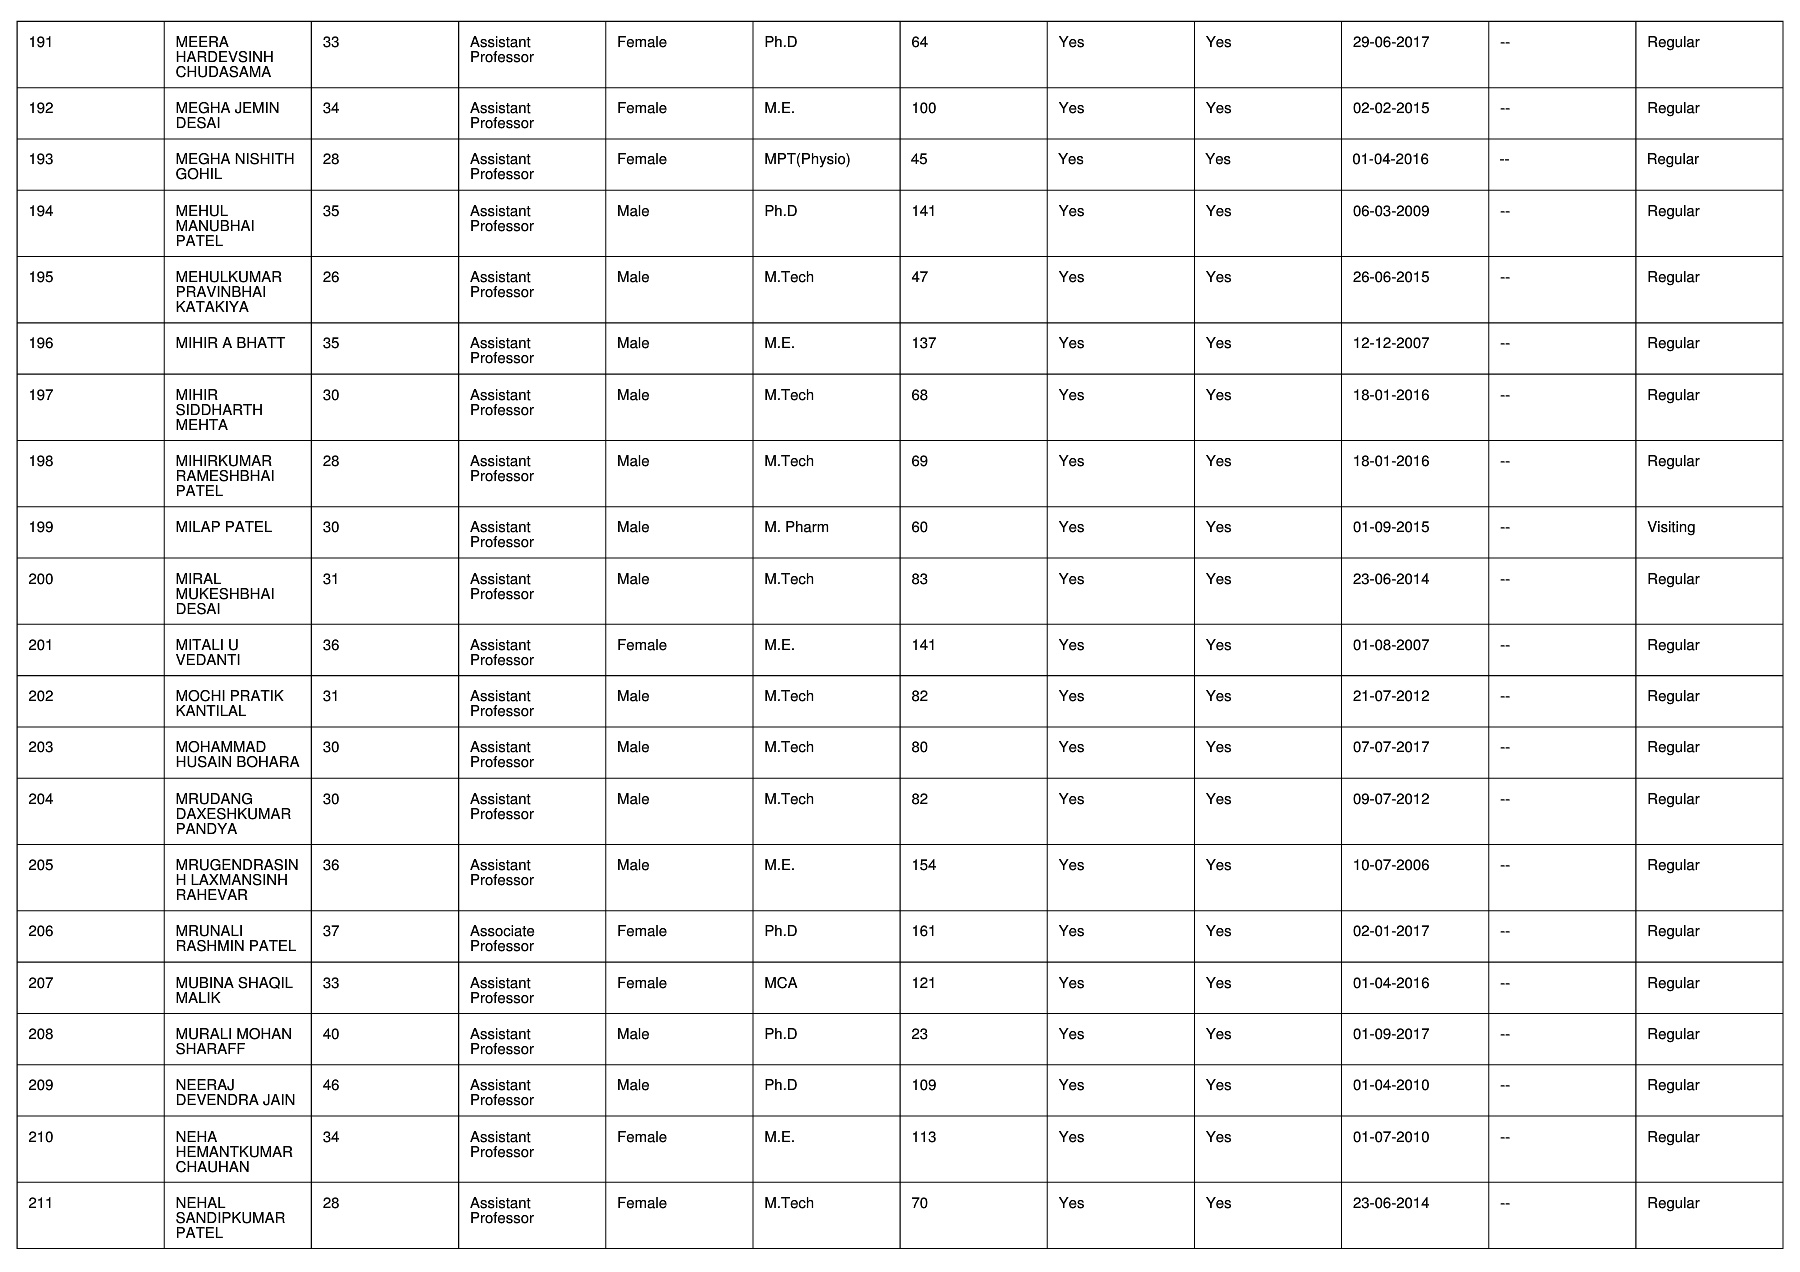 191 MEERA 33 Assistant Female Ph.D 64 Yes Yes 29-06-2017 -- Regular
HARDEVSINH Professor
CHUDASAMA
192 MEGHA JEMIN 34 Assistant Female M.E. 100 Yes Yes 02-02-2015 -- Regular
DESAI Professor
193 MEGHA NISHITH 28 Assistant Female MPT(Physio) 45 Yes Yes 01-04-2016 -- Regular
GOHIL Professor
194 MEHUL 35 Assistant Male Ph.D 141 Yes Yes 06-03-2009 -- Regular
MANUBHAI Professor
PATEL
195 MEHULKUMAR 26 Assistant Male M.Tech 47 Yes Yes 26-06-2015 -- Regular
PRAVINBHAI Professor
KATAKIYA
196 MIHIR A BHATT 35 Assistant Male M.E. 137 Yes Yes 12-12-2007 -- Regular
Professor
197 MIHIR 30 Assistant Male M.Tech 68 Yes Yes 18-01-2016 -- Regular
SIDDHARTH Professor
MEHTA
198 MIHIRKUMAR 28 Assistant Male M.Tech 69 Yes Yes 18-01-2016 -- Regular
RAMESHBHAI Professor
PATEL
199 MILAP PATEL 30 Assistant Male M. Pharm 60 Yes Yes 01-09-2015 -- Visiting
Professor
200 MIRAL 31 Assistant Male M.Tech 83 Yes Yes 23-06-2014 -- Regular
MUKESHBHAI Professor
DESAI
201 MITALI U 36 Assistant Female M.E. 141 Yes Yes 01-08-2007 -- Regular
VEDANTI Professor
202 MOCHI PRATIK 31 Assistant Male M.Tech 82 Yes Yes 21-07-2012 -- Regular
KANTILAL Professor
203 MOHAMMAD 30 Assistant Male M.Tech 80 Yes Yes 07-07-2017 -- Regular
HUSAIN BOHARA Professor
204 MRUDANG 30 Assistant Male M.Tech 82 Yes Yes 09-07-2012 -- Regular
DAXESHKUMAR Professor
PANDYA
205 MRUGENDRASIN 36 Assistant Male M.E. 154 Yes Yes 10-07-2006 -- Regular
H LAXMANSINH Professor
RAHEVAR
206 MRUNALI 37 Associate Female Ph.D 161 Yes Yes 02-01-2017 -- Regular
RASHMIN PATEL Professor
207 MUBINA SHAQIL 33 Assistant Female MCA 121 Yes Yes 01-04-2016 -- Regular
MALIK Professor
208 MURALI MOHAN 40 Assistant Male Ph.D 23 Yes Yes 01-09-2017 -- Regular
SHARAFF Professor
209 NEERAJ 46 Assistant Male Ph.D 109 Yes Yes 01-04-2010 -- Regular
DEVENDRA JAIN Professor
210 NEHA 34 Assistant Female M.E. 113 Yes Yes 01-07-2010 -- Regular
HEMANTKUMAR Professor
CHAUHAN
211 NEHAL 28 Assistant Female M.Tech 70 Yes Yes 23-06-2014 -- Regular
SANDIPKUMAR Professor
PATEL